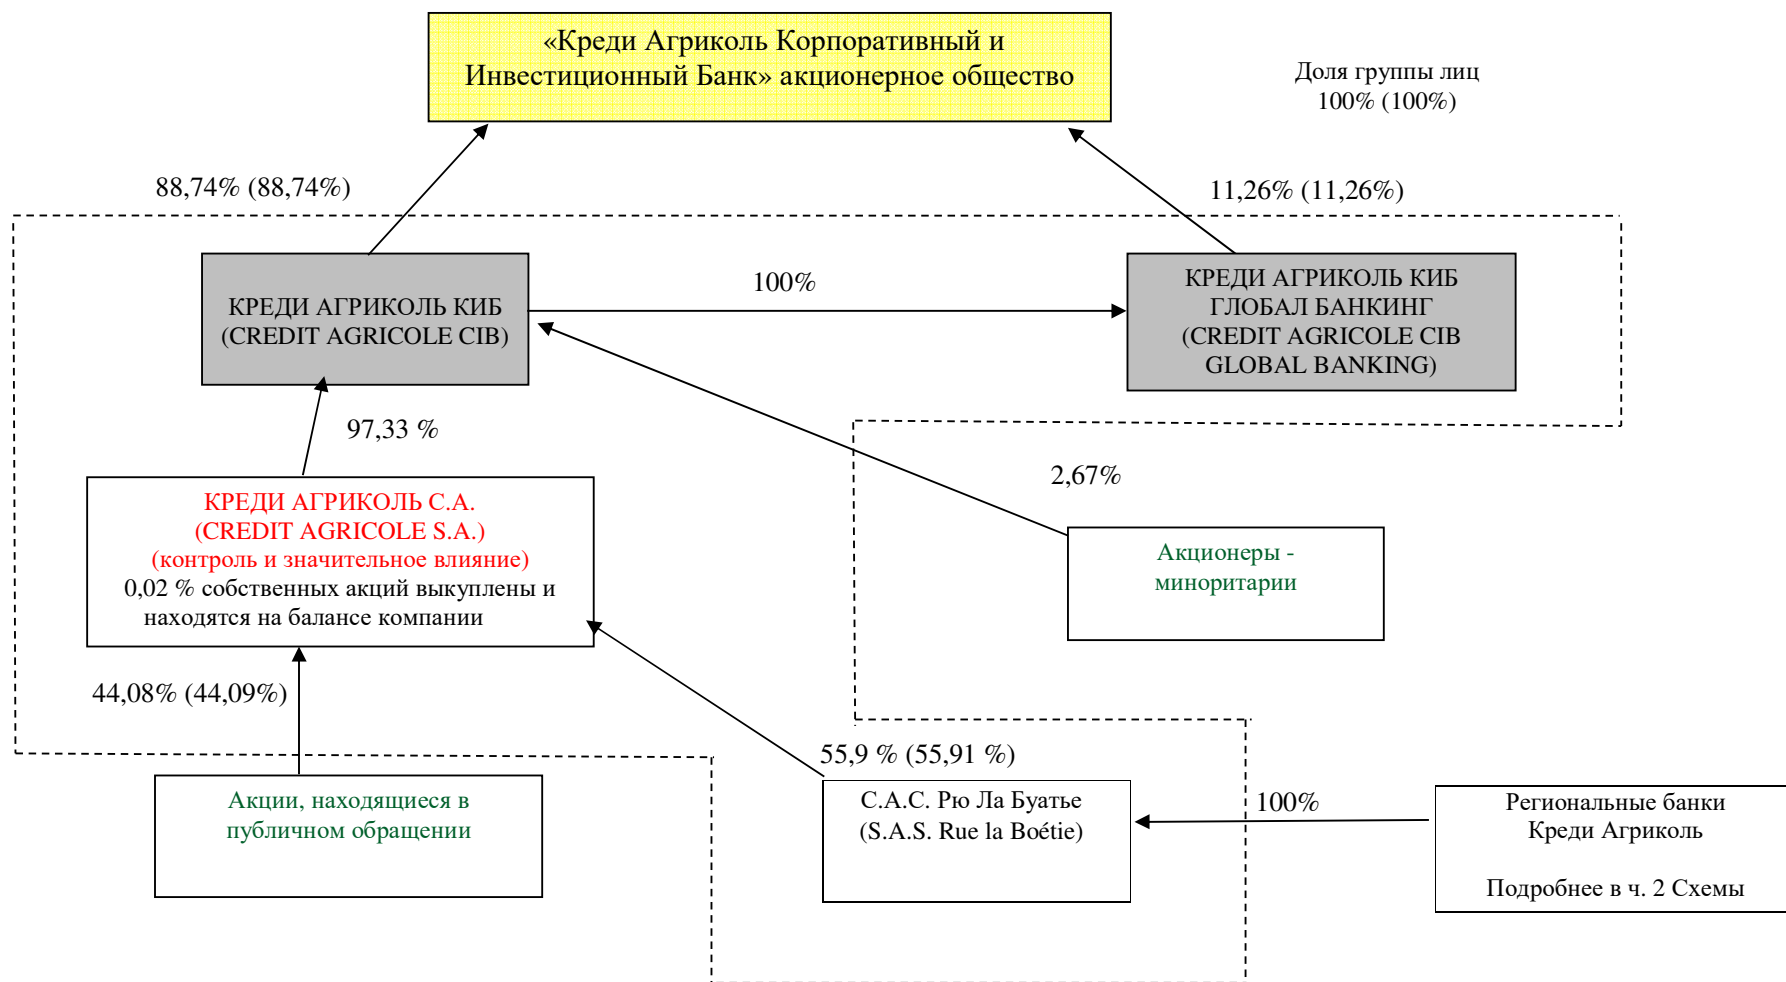 «Креди Агриколь Корпоративный и
Инвестиционный Банк» акционерное общество
Доля группы лиц
100% (100%)
88,74% (88,74%)
11,26% (11,26%)
КРЕДИ АГРИКОЛЬ КИБ
(CREDIT AGRICOLE CIB)
100%
КРЕДИ АГРИКОЛЬ КИБ
ГЛОБАЛ БАНКИНГ
(CREDIT AGRICOLE CIB
GLOBAL BANKING)
97,33 %
2,67%
КРЕДИ АГРИКОЛЬ С.А.
(CREDIT AGRICOLE S.A.)
(контроль и значительное влияние)
0,02 % собственных акций выкуплены и
находятся на балансе компании
Акционеры -
миноритарии
44,08% (44,09%)
55,9 % (55,91 %)
Акции, находящиеся в
публичном обращении
С.А.С. Рю Ла Буатье
(S.A.S. Rue la Boétie)
100%
Региональные банки
Креди Агриколь
Подробнее в ч. 2 Схемы